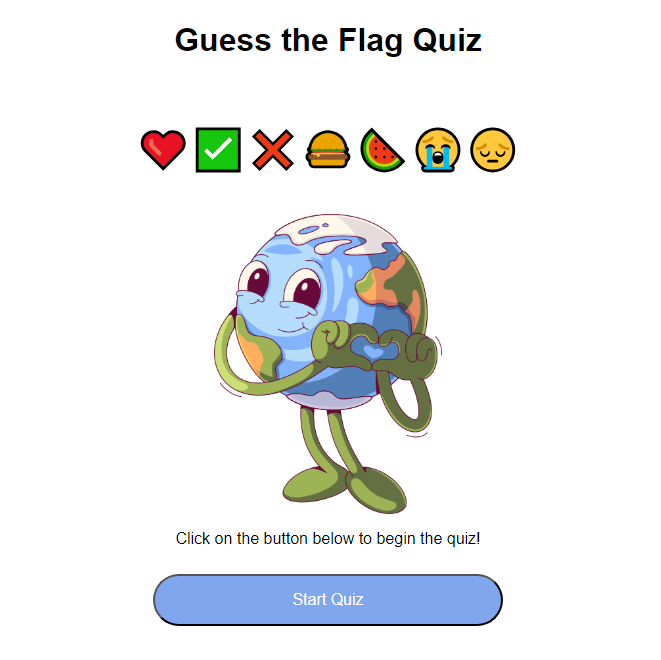 Guess the Flag Quiz
Click on the button below to begin the quiz!
Start Quiz